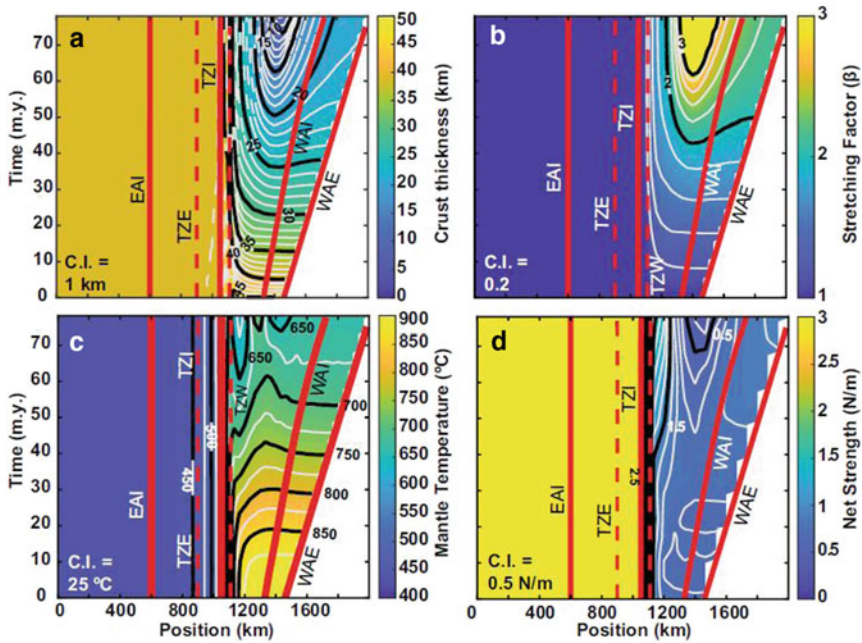 a
b
c
d
Time (m.y.)
70
60
50
40
30
20
10
0
EAI
TZE
TZI
WAI
WAE
15
20
25
30
35
40
35
C.I. =
1 km
50
45
40
35
30
25
20
15
10
5
0
Crust thickness (km)
EAI
TZE
TZI
TZW
WAI
WAE
3
2
C.I. =
0.2
3
2
1
Stretching Factor (β)
Time (m.y.)
70
60
50
40
30
20
10
0
EAI
TZE
TZI
TZW
WAI
WAE
450
500
650
650
700
750
800
850
C.I. =
25 ºC
0 400 800 1200 1600
Position (km)
900
850
800
750
700
650
600
550
500
450
400
Mantle Temperature (ºC)
EAI
TZE
TZI
WAI
WAE
0.5
1.5
2.5
C.I. =
0.5 N/m
0 400 800 1200 1600
Position (km)
3
2.5
2
1.5
1
0.5
0
Net Strength (N/m)